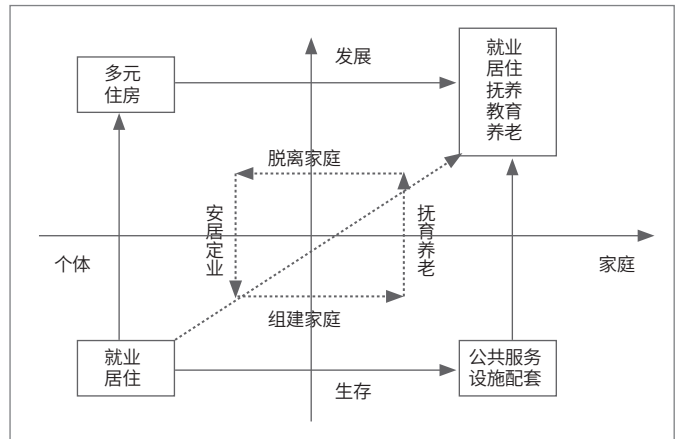 发展
多元
住房
就业
居住
抚养
教育
养老
脱离家庭
安居定业
抚育养老
个体
家庭
组建家庭
就业
居住
公共服务
设施配套
生存